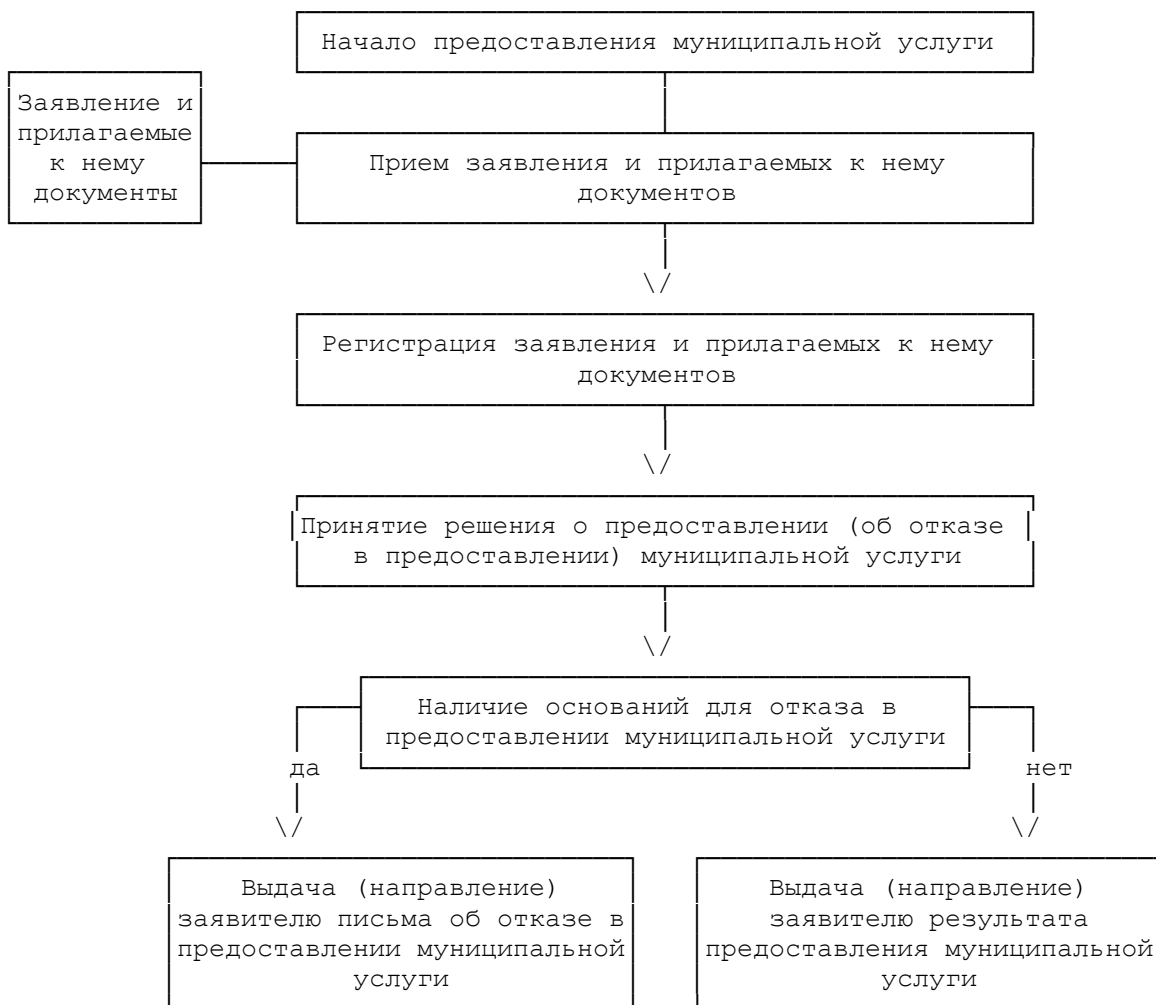 Начало предоставления муниципальной услуги
Заявление и
прилагаемые
к нему
документы
Прием заявления и прилагаемых к нему
документов
Регистрация заявления и прилагаемых к нему
документов
Принятие решения о предоставлении (об отказе
в предоставлении) муниципальной услуги
Наличие оснований для отказа в
предоставлении муниципальной услуги
да
нет
Выдача (направление)
заявителю письма об отказе в
предоставлении муниципальной
услуги
Выдача (направление)
заявителю результата
предоставления муниципальной
услуги